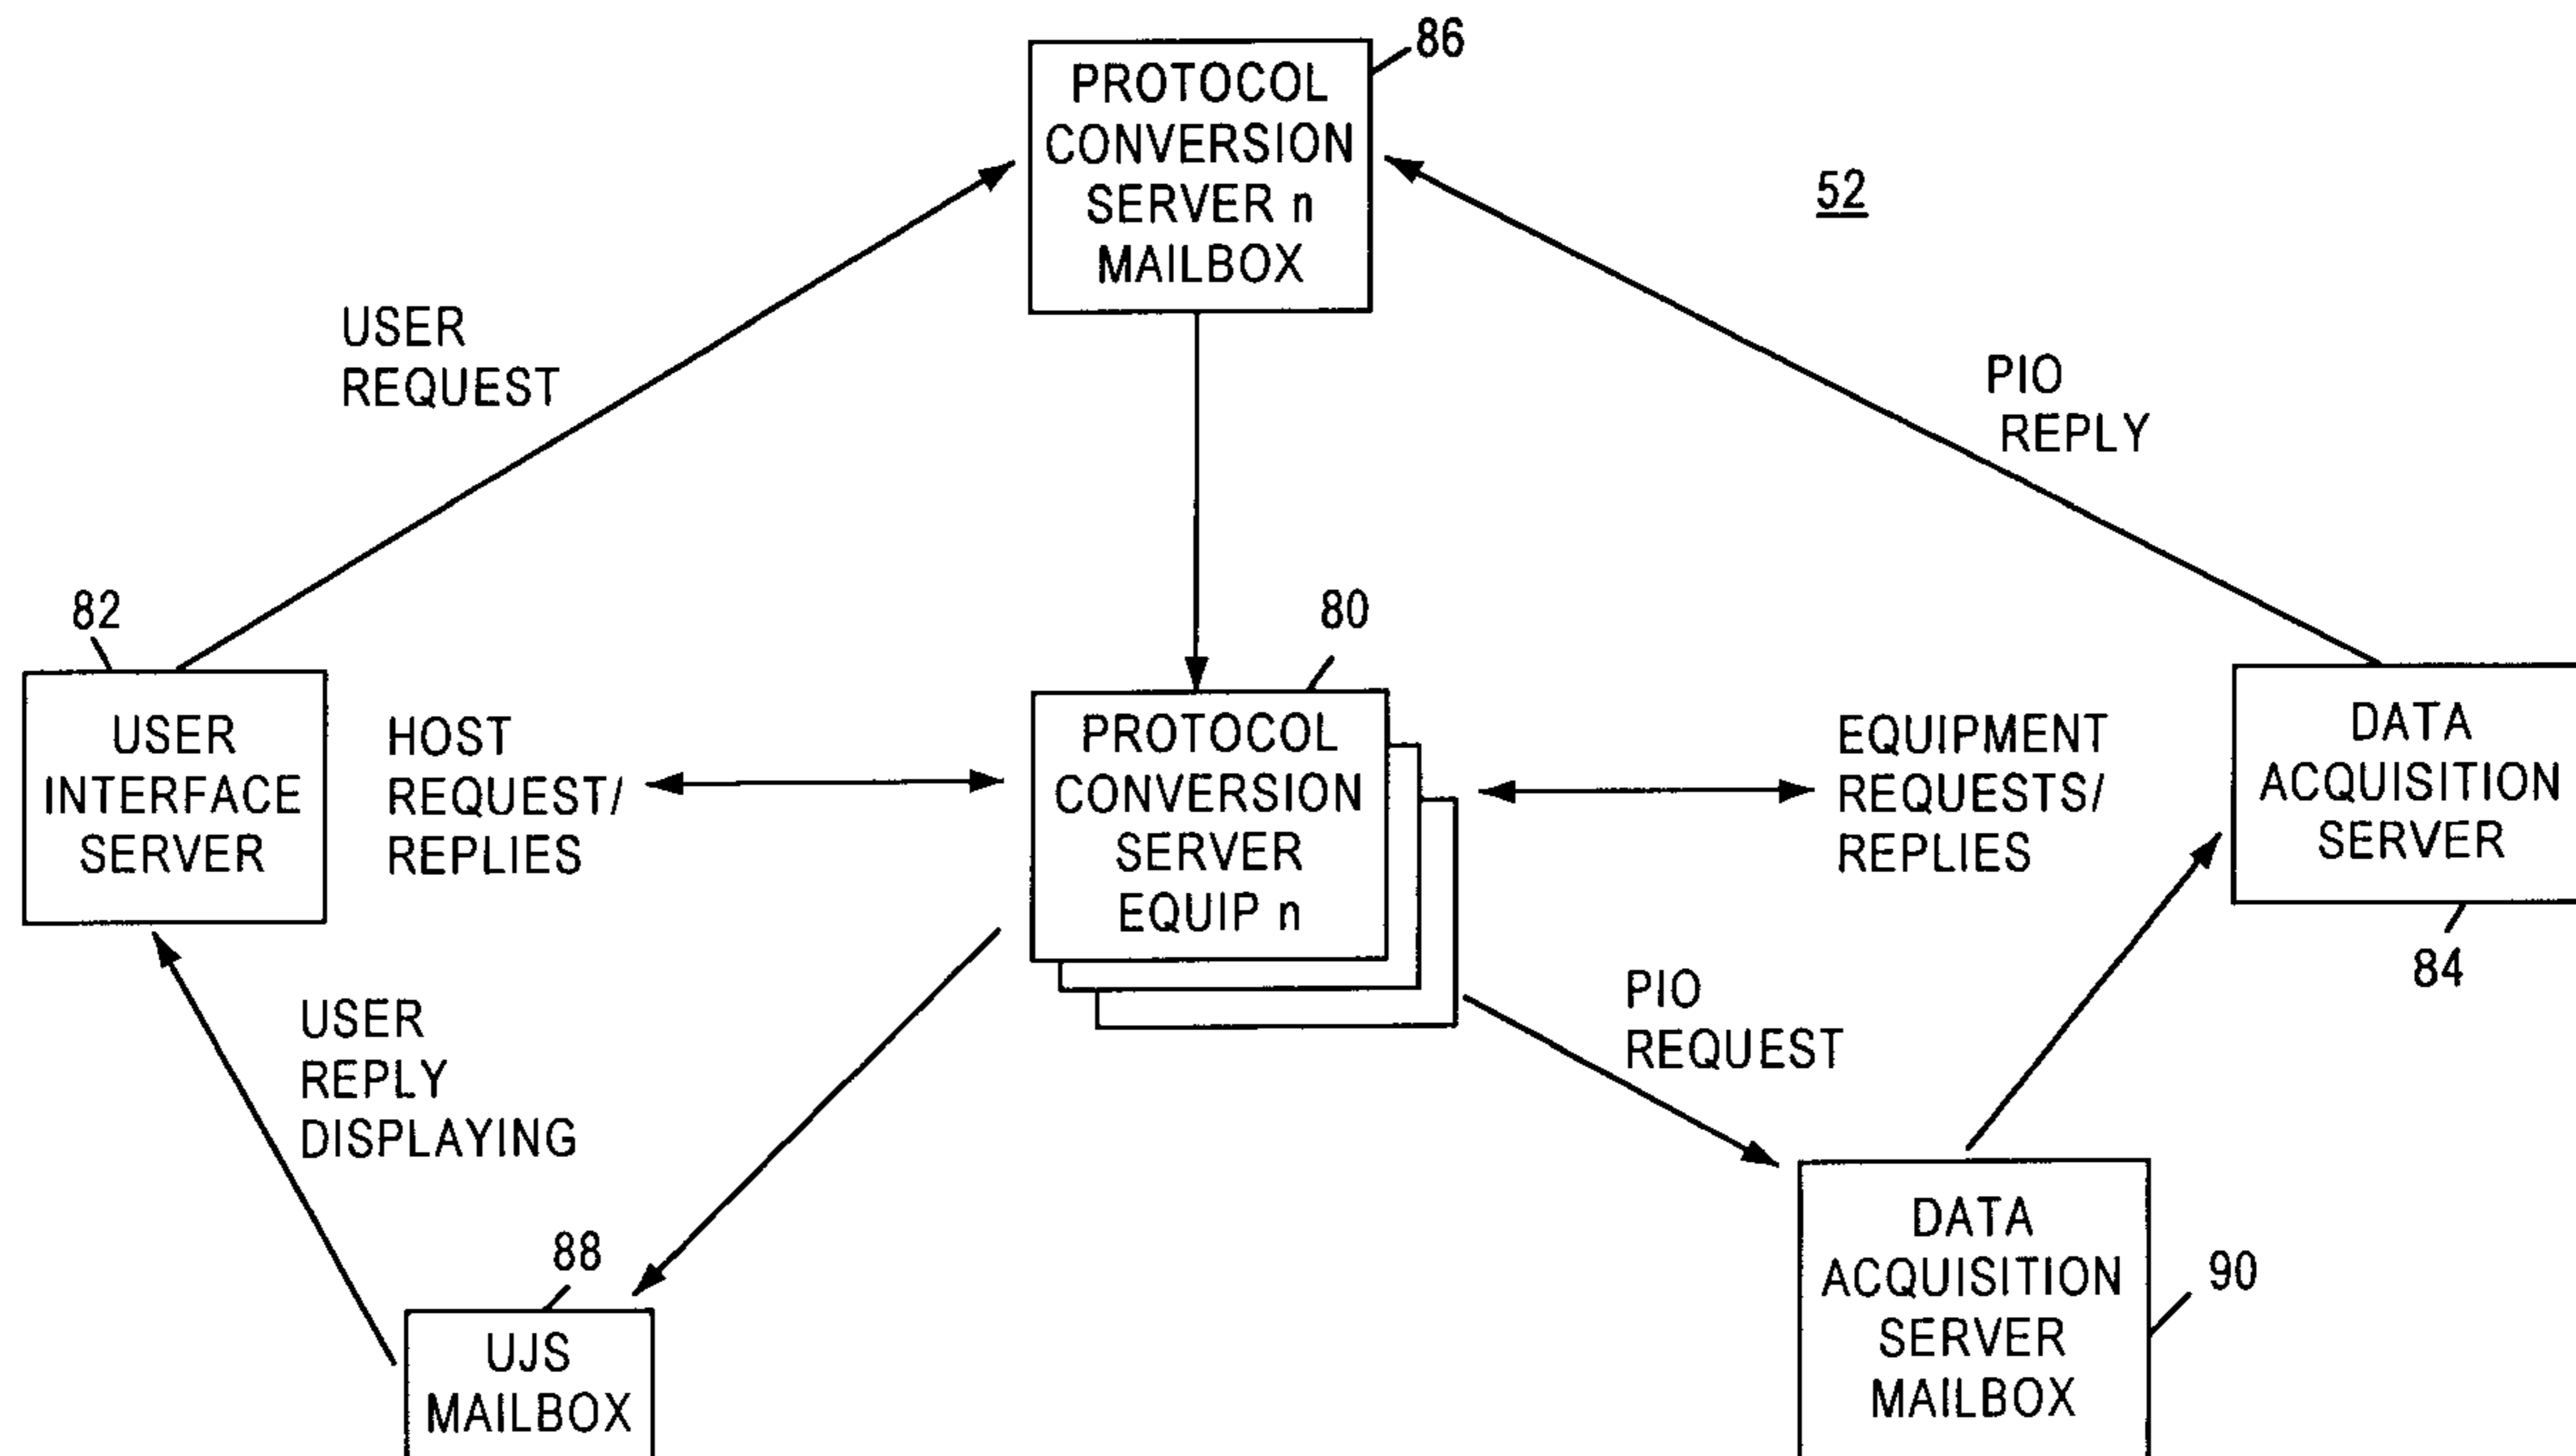 86
PROTOCOL
CONVERSION
SERVER n
MAILBOX
52
USER
REQUEST
PIO
REPLY
82
80
USER
INTERFACE
SERVER
HOST
REQUEST/
REPLIES
PROTOCOL
CONVERSION
SERVER
EQUIP n
EQUIPMENT
REQUESTS/
REPLIES
DATA
ACQUISITION
SERVER
84
USER
REPLY
DISPLAYING
PIO
REQUEST
88
UJS
MAILBOX
DATA
ACQUISITION
SERVER
MAILBOX
90